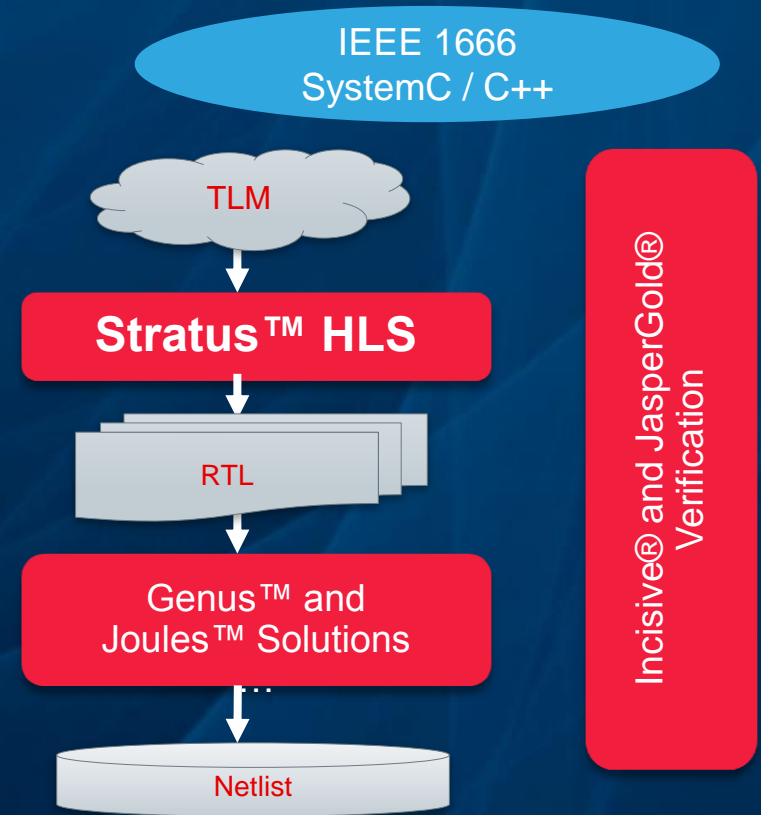 IEEE 1666
SystemC / C++
TLM
Stratus™ HLS
RTL
Genus™ and
Joules™ Solutions
...
Netlist
Incisive® and JasperGold®
Verification